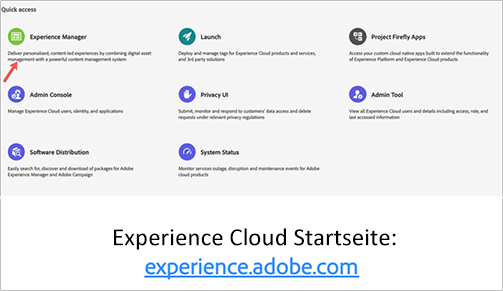 Quick access
Experience Manager
Deliver personalized, content-led experiences by combining digital asset
management with a powerful content management system
Launch
Deploy and manage tags for Experience Cloud products and services,
and 3rd party solutions
Project Firefly Apps
Access your custom cloud native apps built to extend the functionality
of Experience Platform and Experience Cloud products
Admin Console
Manage Experience Cloud users, identity, and applications
Privacy UI
Submit, monitor and respond to customers' data access and delete
requests under relevant privacy regulations
Admin Tool
View all Experience Cloud users and details including access, role, and
last accessed information
Software Distribution
Easily search for, discover and download of packages for Adobe
Experience Manager and Adobe Campaign
System Status
Monitor services outage, disruption and maintenance events for Adobe
cloud products
Experience Cloud Startseite:
experience.adobe.com